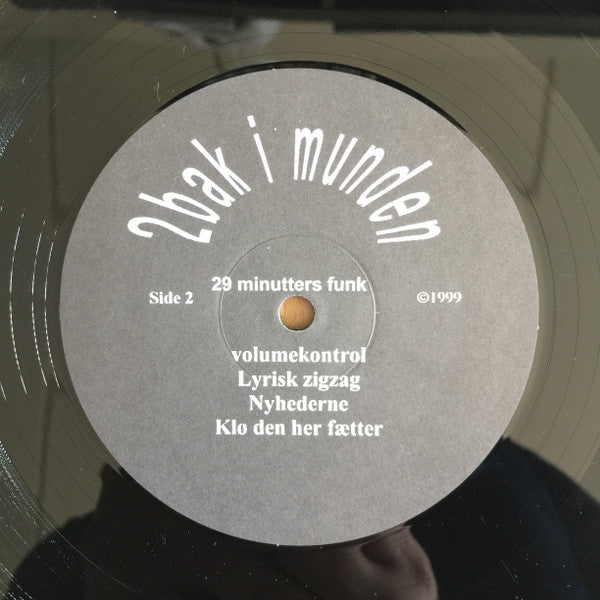 2bak i munden
29 minutters funk
Side 2
©1999
volumekontrol
Lyrisk zigzag
Nyhederne
Klø den her fætter